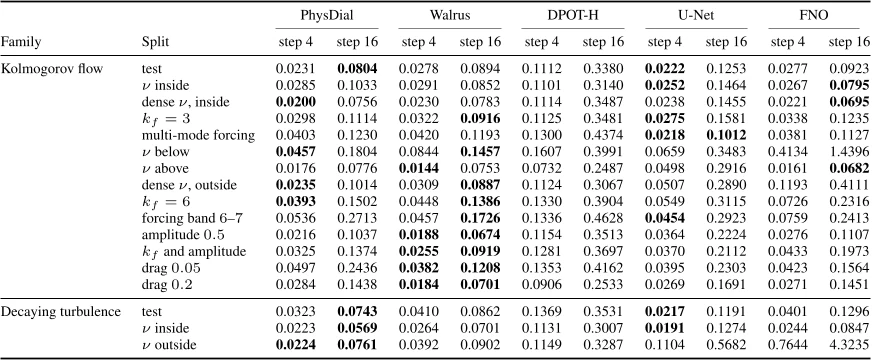 PhysDial Walrus DPOT-H U-Net FNO
Family Split step 4 step 16 step 4 step 16 step 4 step 16 step 4 step 16 step 4 step 16
Kolmogorov flow test 0.0231 0.0804 0.0278 0.0894 0.1112 0.3380 0.0222 0.1253 0.0277 0.0923
ν inside 0.0285 0.1033 0.0291 0.0852 0.1101 0.3140 0.0252 0.1464 0.0267 0.0795
dense ν, inside 0.0200 0.0756 0.0230 0.0783 0.1114 0.3487 0.0238 0.1455 0.0221 0.0695
k_f = 3 0.0298 0.1114 0.0322 0.0916 0.1125 0.3481 0.0275 0.1581 0.0338 0.1235
multi-mode forcing 0.0403 0.1230 0.0420 0.1193 0.1300 0.4374 0.0218 0.1012 0.0381 0.1127
ν below 0.0457 0.1804 0.0844 0.1457 0.1607 0.3991 0.0659 0.3483 0.4134 1.4396
ν above 0.0176 0.0776 0.0144 0.0753 0.0732 0.2487 0.0498 0.2916 0.0161 0.0682
dense ν, outside 0.0235 0.1014 0.0309 0.0887 0.1124 0.3067 0.0507 0.2890 0.1193 0.4111
k_f = 6 0.0393 0.1502 0.0448 0.1386 0.1330 0.3904 0.0549 0.3115 0.0726 0.2316
forcing band 6–7 0.0536 0.2713 0.0457 0.1726 0.1336 0.4628 0.0454 0.2923 0.0759 0.2413
amplitude 0.5 0.0216 0.1037 0.0188 0.0674 0.1154 0.3513 0.0364 0.2224 0.0276 0.1107
k_f and amplitude 0.0325 0.1374 0.0255 0.0919 0.1281 0.3697 0.0370 0.2112 0.0433 0.1973
drag 0.05 0.0497 0.2436 0.0382 0.1208 0.1353 0.4162 0.0395 0.2303 0.0423 0.1564
drag 0.2 0.0284 0.1438 0.0184 0.0701 0.0906 0.2533 0.0269 0.1691 0.0271 0.1451
Decaying turbulence test 0.0323 0.0743 0.0410 0.0862 0.1369 0.3531 0.0217 0.1191 0.0401 0.1296
ν inside 0.0223 0.0569 0.0264 0.0701 0.1131 0.3007 0.0191 0.1274 0.0244 0.0847
ν outside 0.0224 0.0761 0.0392 0.0902 0.1149 0.3287 0.1104 0.5682 0.7644 4.3235